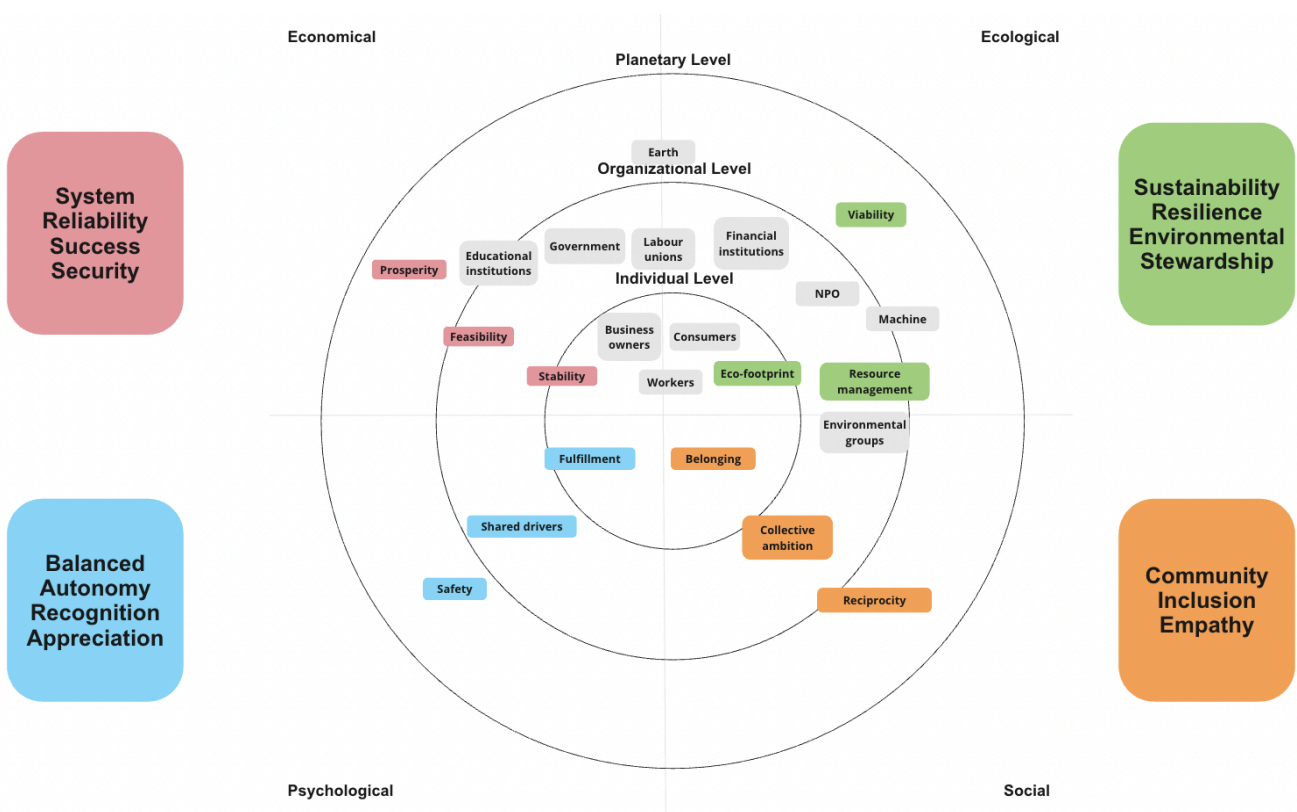 Economical
Ecological
Planetary Level
Earth
Organizational Level
Viability
Government
Labour
unions
Financial
institutions
Educational
institutions
Prosperity
Individual Level
NPO
Machine
Feasibility
Business
owners
Consumers
Stability
Workers
Eco-footprint
Resource
management
Environmental
groups
Fulfillment
Belonging
Shared drivers
Collective
ambition
Safety
Reciprocity
System
Reliability
Success
Security
Sustainability
Resilience
Environmental
Stewardship
Balanced
Autonomy
Recognition
Appreciation
Community
Inclusion
Empathy
Psychological
Social